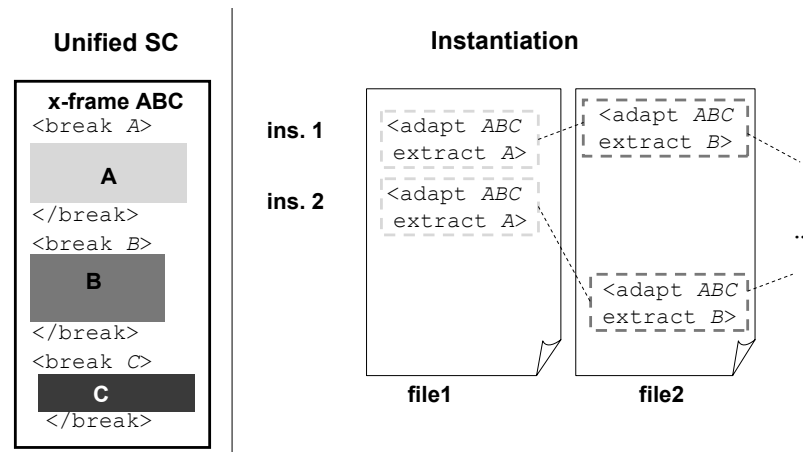 Unified SC
x-frame ABC
<break A>
A
</break>
<break B>
B
</break>
<break C>
C
</break>
Instantiation
ins. 1
<adapt ABC
extract A>
<adapt ABC
extract B>
ins. 2
<adapt ABC
extract A>
<adapt ABC
extract B>
..
file1
file2